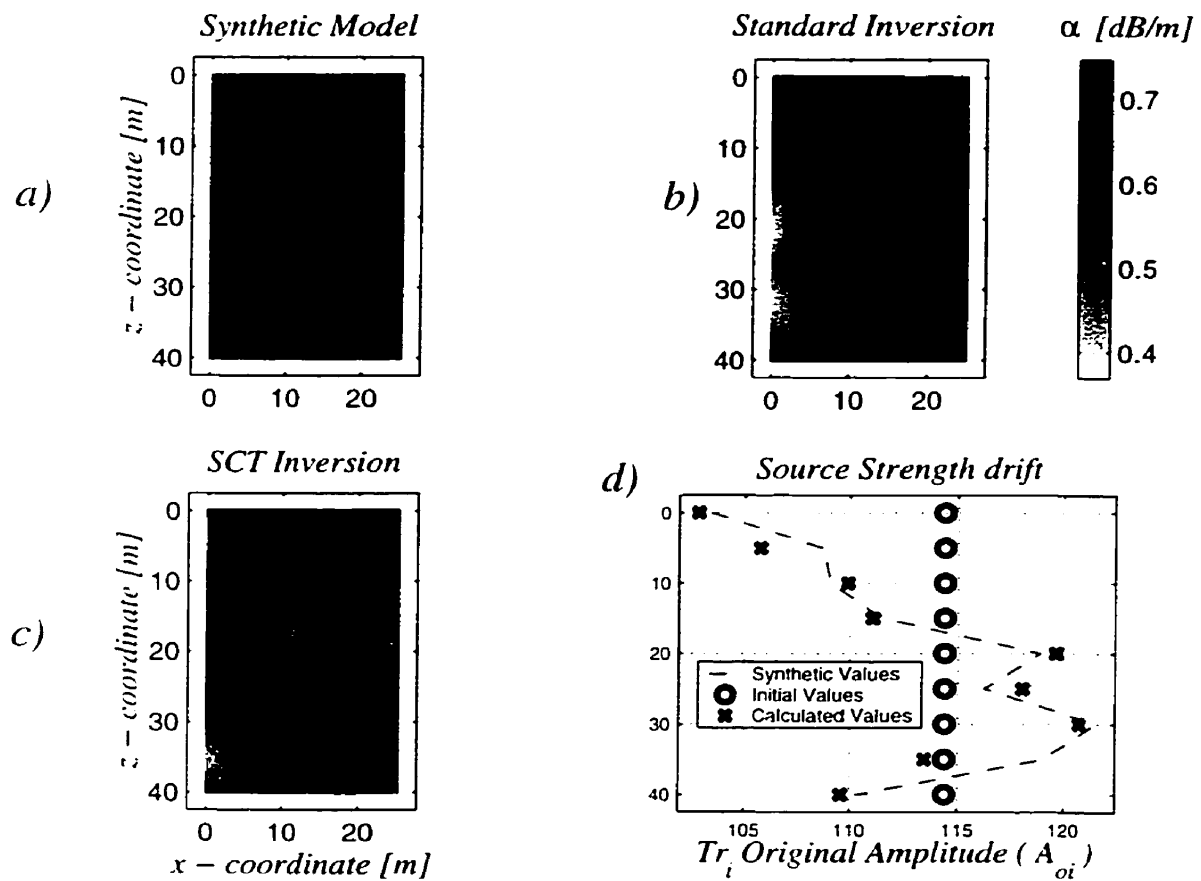 Synthetic Model
Standard Inversion
α [dB/m]
a)
z – coordinate [m]
0
10
20
30
40
0 10 20
b)
0
10
20
30
40
0 10 20
0.7
0.6
0.5
0.4
SCT Inversion
c)
z – coordinate [m]
0
10
20
30
40
0 10 20
x – coordinate [m]
d)
Source Strength drift
0
10
20
30
40
Synthetic Values
Initial Values
Calculated Values
105 110 115 120
Tr_i Original Amplitude ( A_oi )